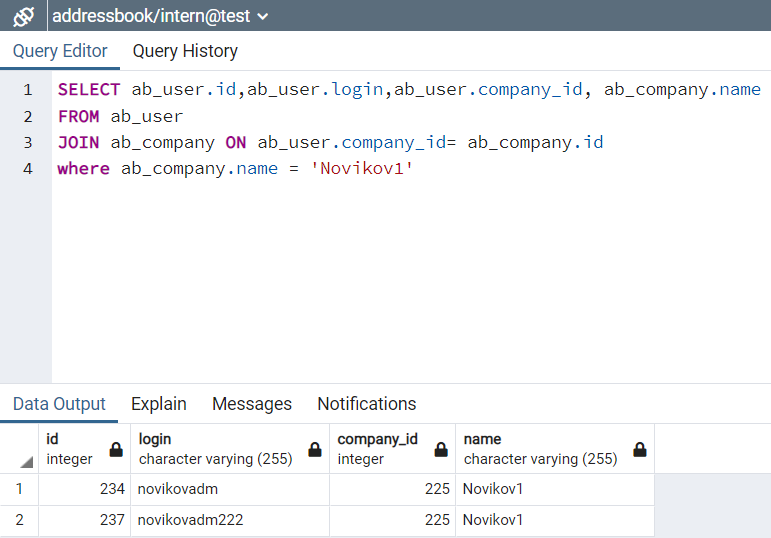 addressbook/intern@test
Query Editor Query History
1 SELECT ab_user.id,ab_user.login,ab_user.company_id, ab_company.name
2 FROM ab_user
3 JOIN ab_company ON ab_user.company_id= ab_company.id
4 where ab_company.name = 'Novikov1'
Data Output Explain Messages Notifications
id login company_id name
integer character varying (255) integer character varying (255)
1 234 novikovadm 225 Novikov1
2 237 novikovadm222 225 Novikov1